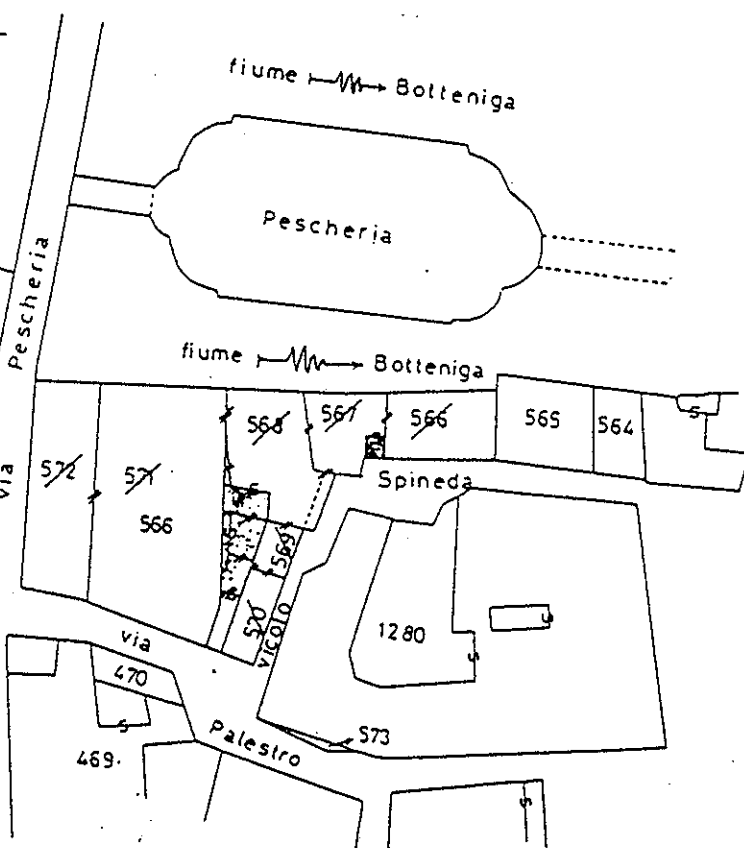 fiume Botteniga
Pescheria
via Pescheria
fiume Botteniga
572
571
566
568
567
566
565
564
S
Spineda
569
570
vicolo
1280
S
S
via Palestro
470
S
469
573
S